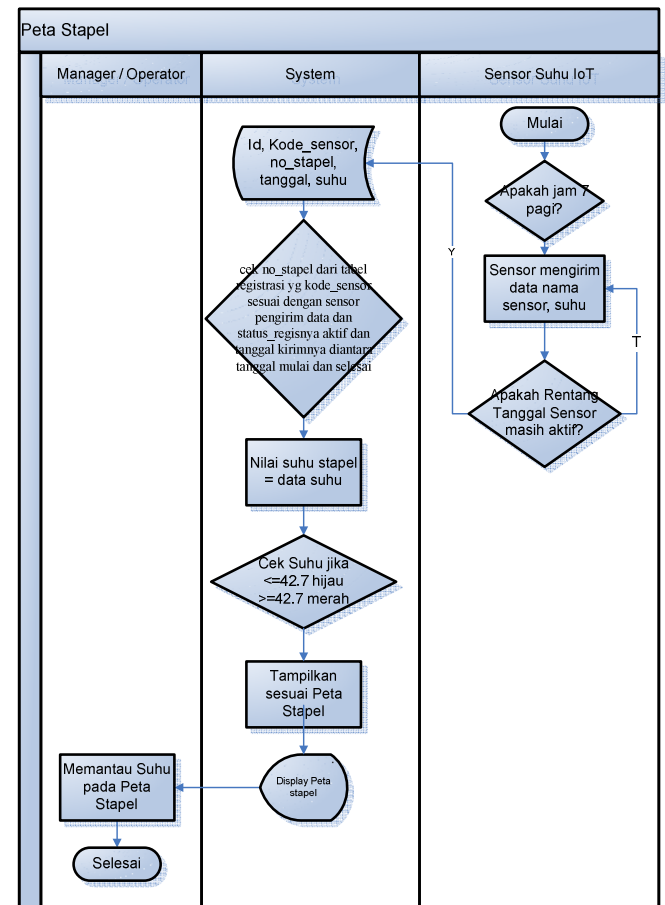 Peta Stapel
Manager / Operator
System
Sensor Suhu IoT
Mulai
Apakah jam 7
pagi?
Sensor mengirim
data nama
sensor, suhu
T
Apakah Rentang
Tanggal Sensor
masih aktif?
Y
Id, Kode_sensor,
no_stapel,
tanggal, suhu
cek no_stapel dari tabel
registrasi yg kode_sensor
sesuai dengan sensor
pengirim data dan
status_regisnya aktif dan
tanggal kirimnya diantara
tanggal mulai dan selesai
Nilai suhu stapel
= data suhu
Cek Suhu jika
<=42.7 hijau
>=42.7 merah
Tampilkan
sesuai Peta
Stapel
Display Peta
stapel
Memantau Suhu
pada Peta
Stapel
Selesai